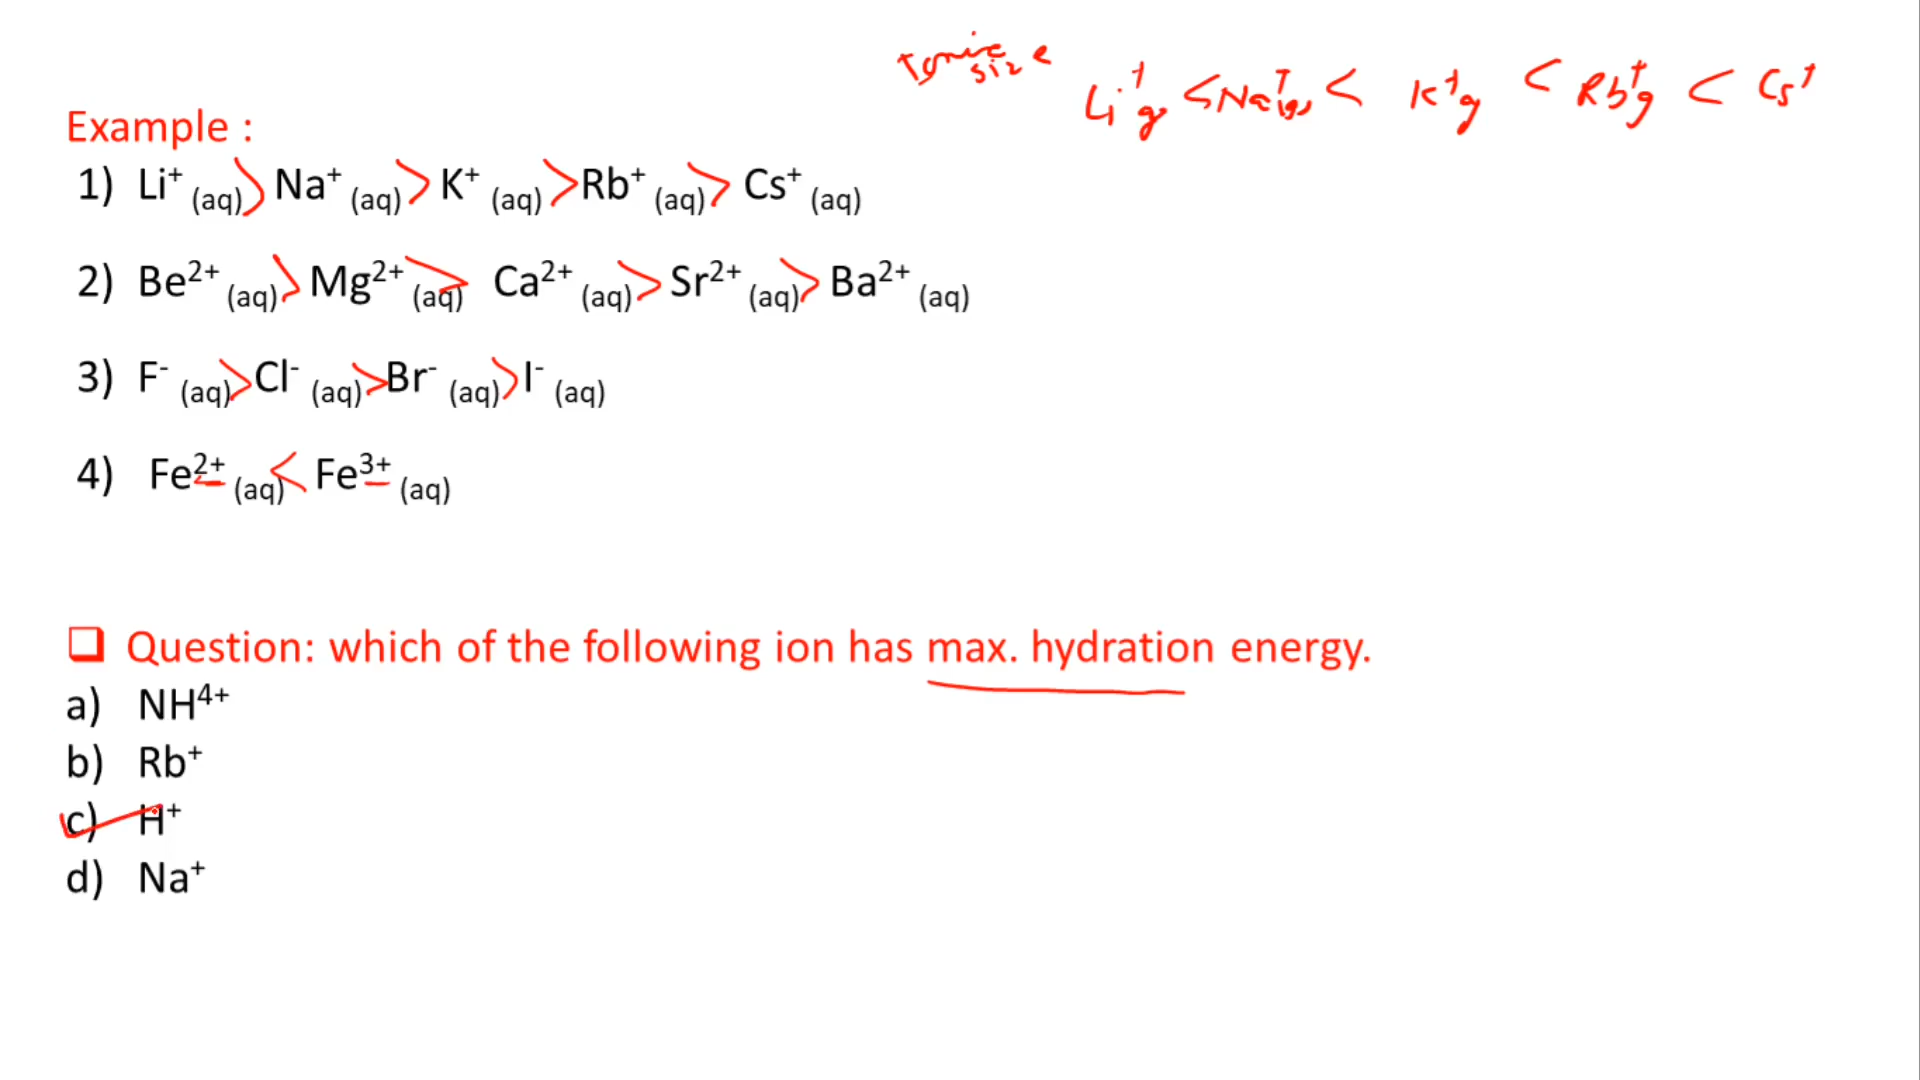 Ionic size
Li⁺g < Na⁺(g) < K⁺g < Rb⁺g < Cs⁺
Example :
1) Li⁺ (aq) > Na⁺ (aq) > K⁺ (aq) > Rb⁺ (aq) > Cs⁺ (aq)
2) Be²⁺ (aq) > Mg²⁺ (aq) > Ca²⁺ (aq) > Sr²⁺ (aq) > Ba²⁺ (aq)
3) F⁻ (aq) > Cl⁻ (aq) > Br⁻ (aq) > I⁻ (aq)
4) Fe²⁺ (aq) < Fe³⁺ (aq)
❑ Question: which of the following ion has max. hydration energy.
a) NH⁴⁺
b) Rb⁺
c) H⁺
d) Na⁺